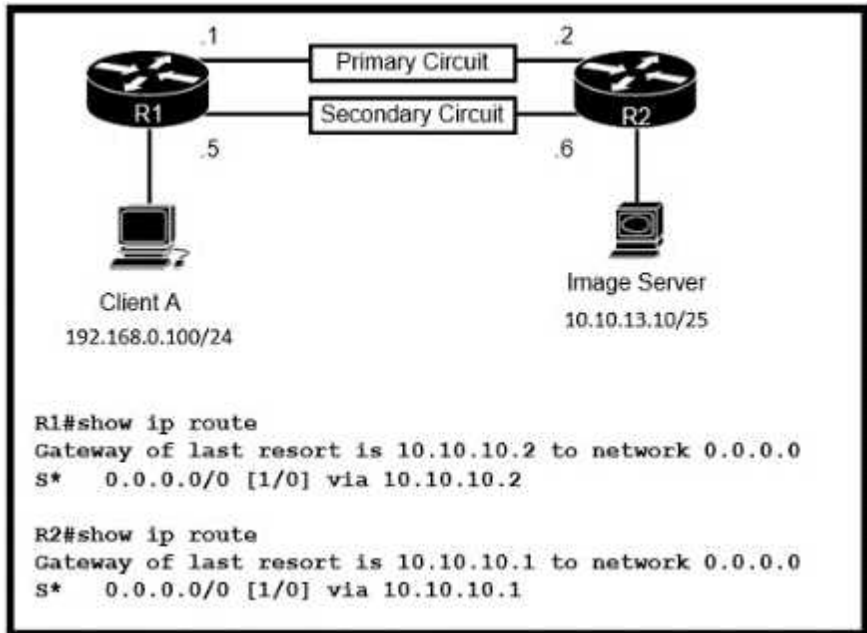 .1
.2
Primary Circuit
R1
Secondary Circuit
R2
.5
.6
Client A
192.168.0.100/24
Image Server
10.10.13.10/25
R1#show ip route
Gateway of last resort is 10.10.10.2 to network 0.0.0.0
S* 0.0.0.0/0 [1/0] via 10.10.10.2
R2#show ip route
Gateway of last resort is 10.10.10.1 to network 0.0.0.0
S* 0.0.0.0/0 [1/0] via 10.10.10.1